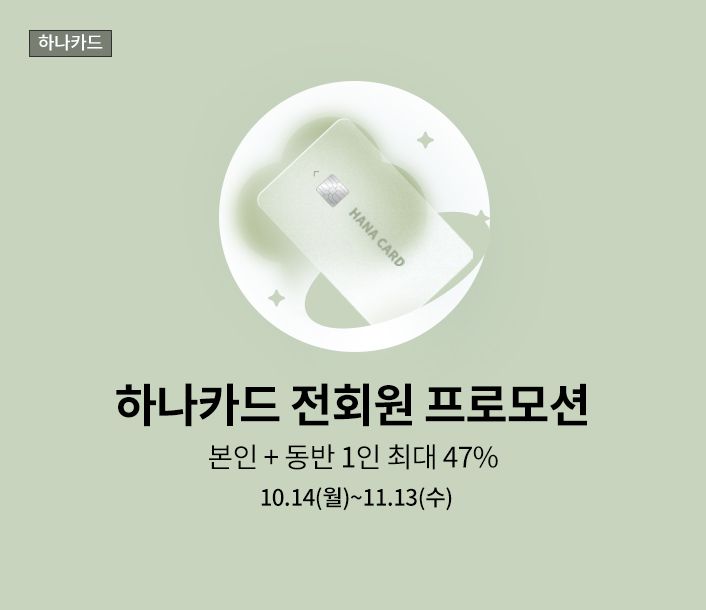 하나카드
HANA CARD
하나카드 전회원 프로모션
본인 + 동반 1인 최대 47%
10.14(월)~11.13(수)